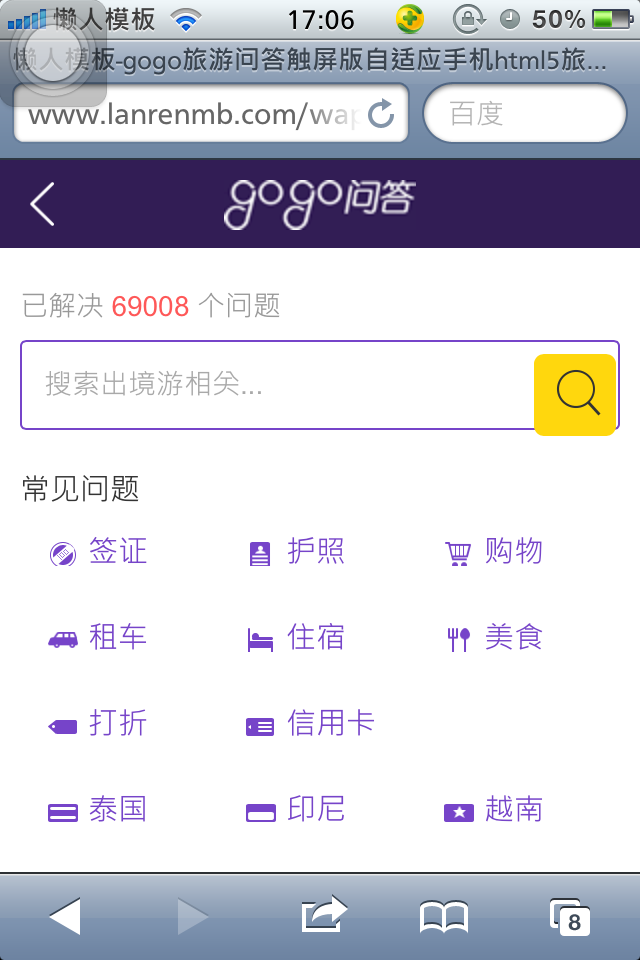 懒人模板 17:06 50%
懒人模板-gogo旅游问答触屏版自适应手机html5旅...
www.lanrenmb.com/wap 百度
gogo问答
已解决 69008 个问题
搜索出境游相关...
常见问题
签证 护照 购物
租车 住宿 美食
打折 信用卡
泰国 印尼 越南
8